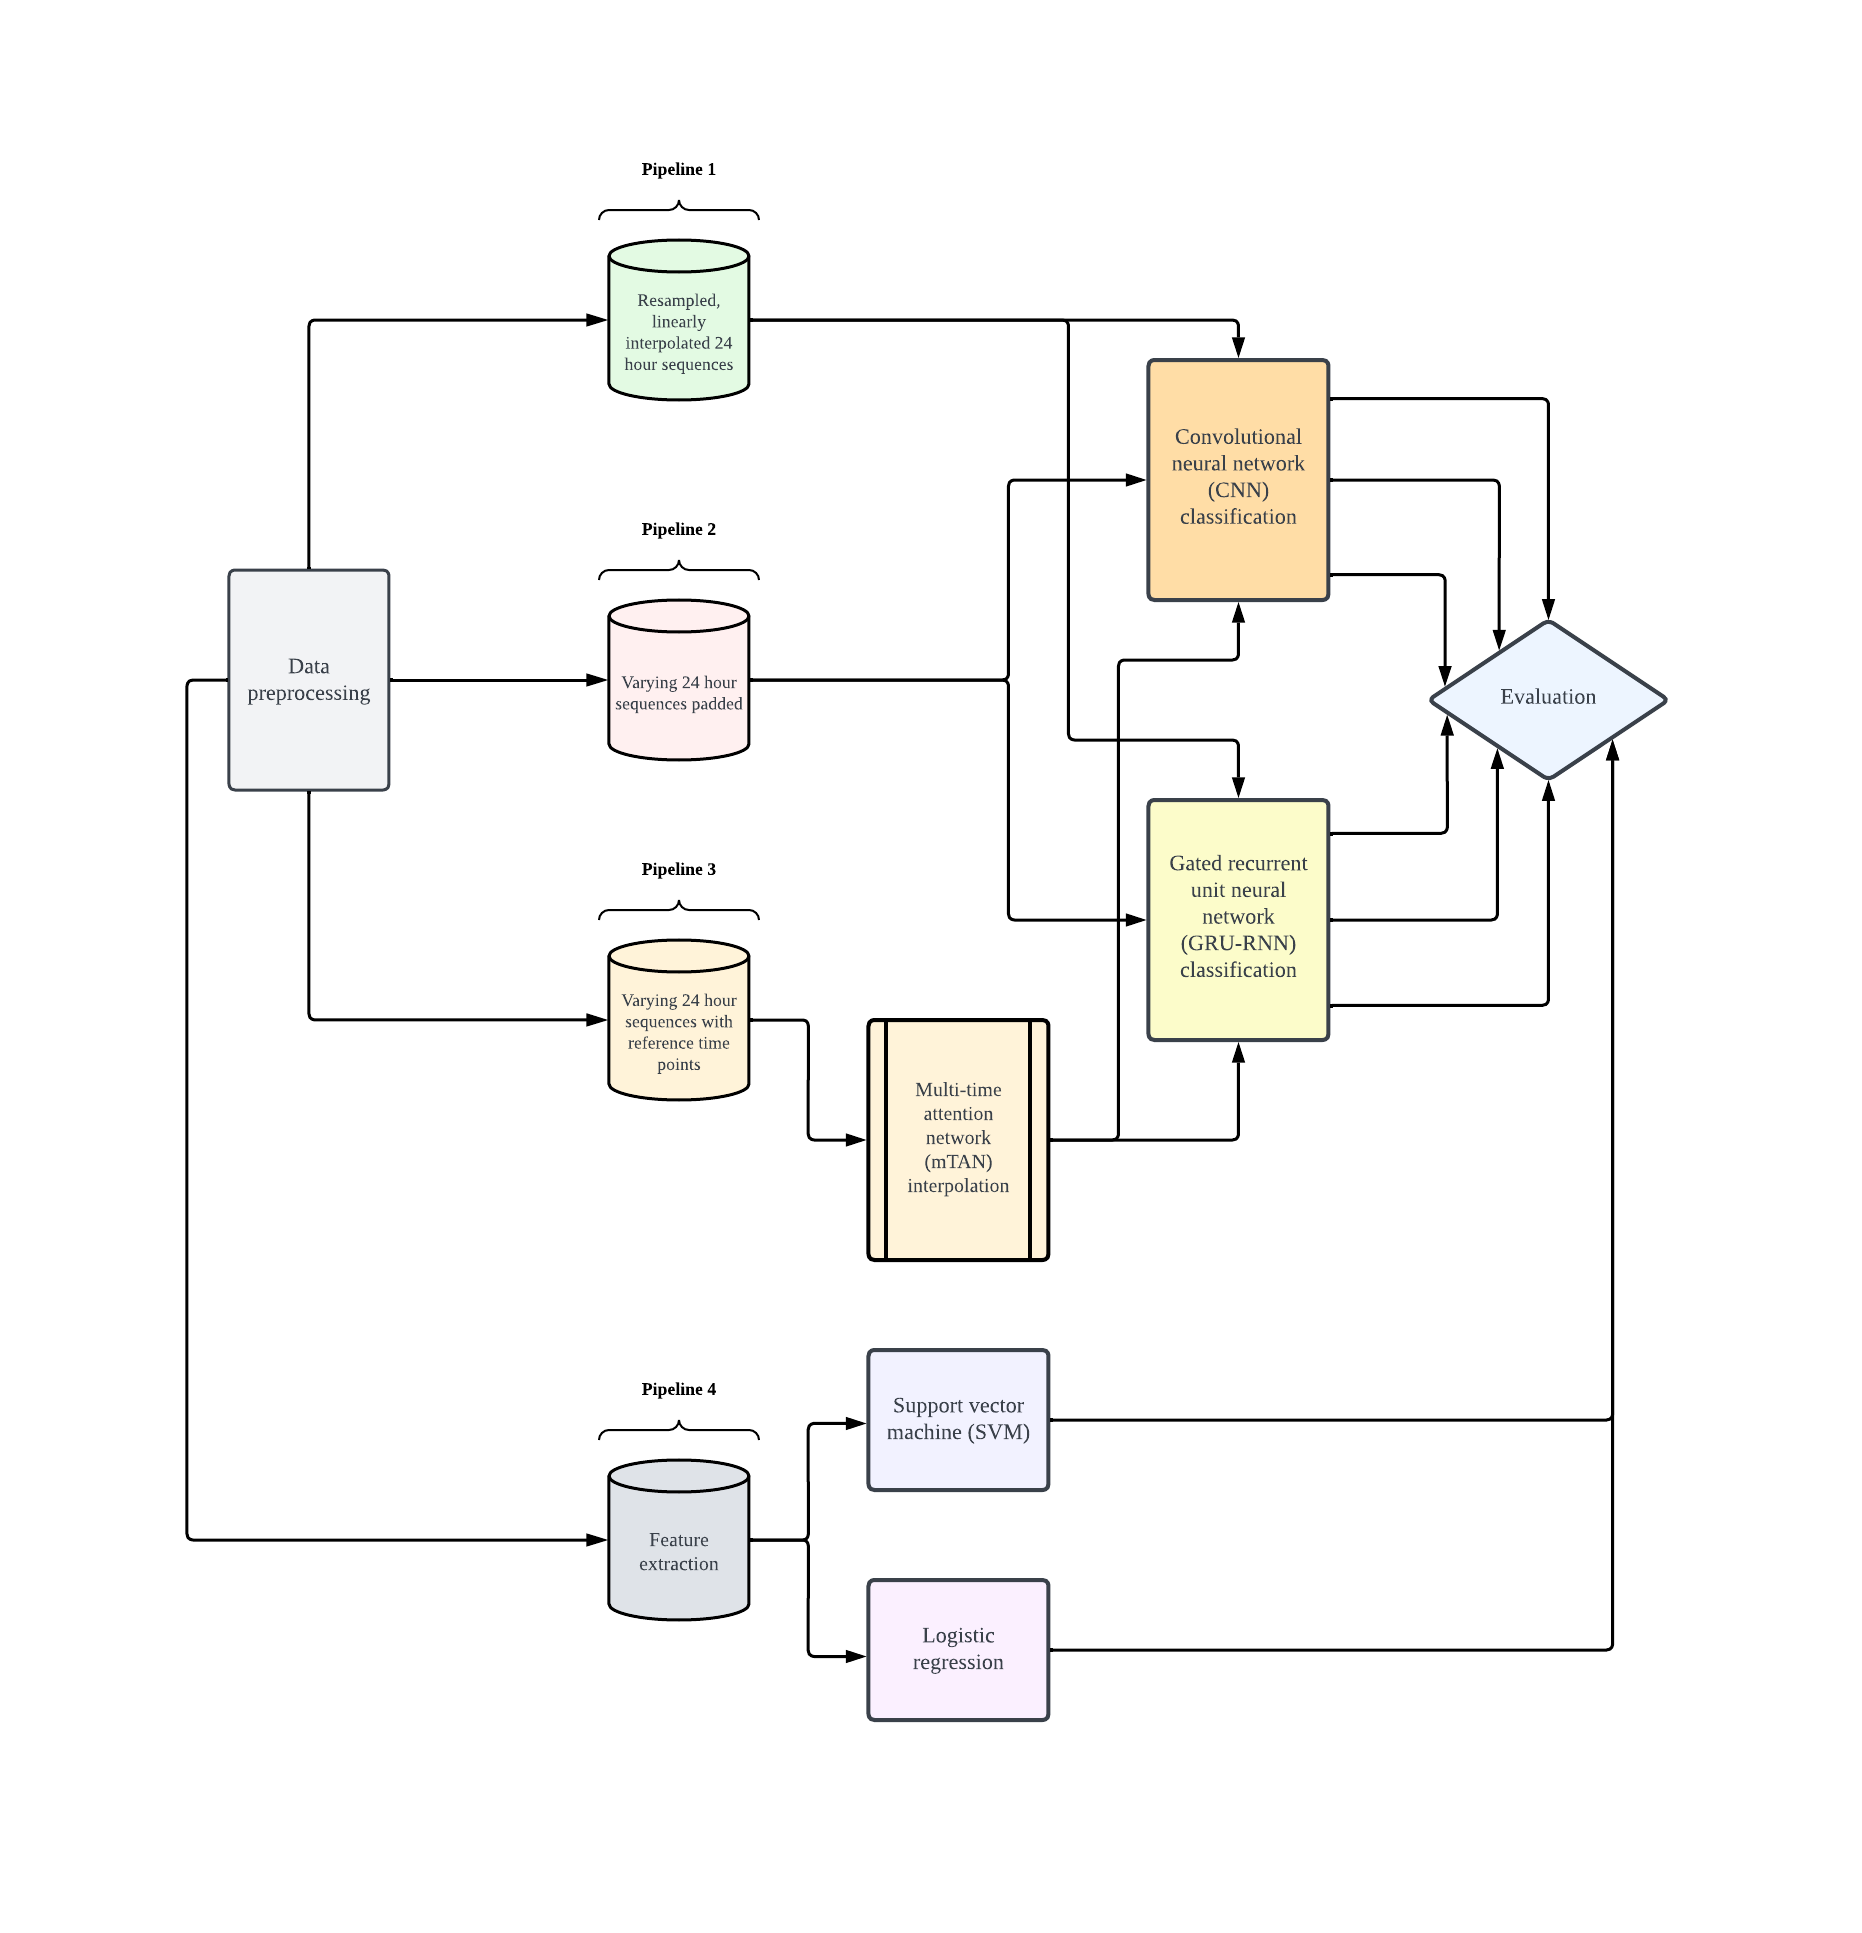 Pipeline 1
Resampled,
linearly
interpolated 24
hour sequences
Convolutional
neural network
(CNN)
classification
Pipeline 2
Data
preprocessing
Varying 24 hour
sequences padded
Evaluation
Pipeline 3
Gated recurrent
unit neural
network
(GRU-RNN)
classification
Varying 24 hour
sequences with
reference time
points
Multi-time
attention
network
(mTAN)
interpolation
Pipeline 4
Support vector
machine (SVM)
Feature
extraction
Logistic
regression